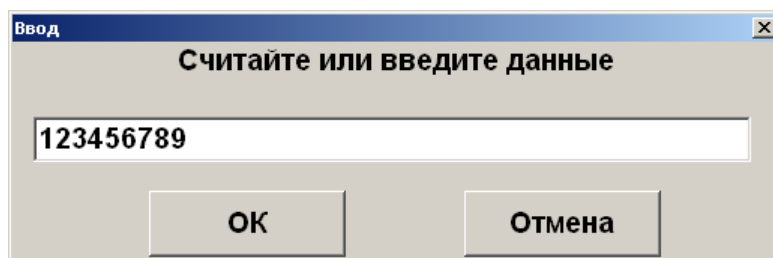 Ввод
Считайте или введите данные
123456789
ОК
Отмена